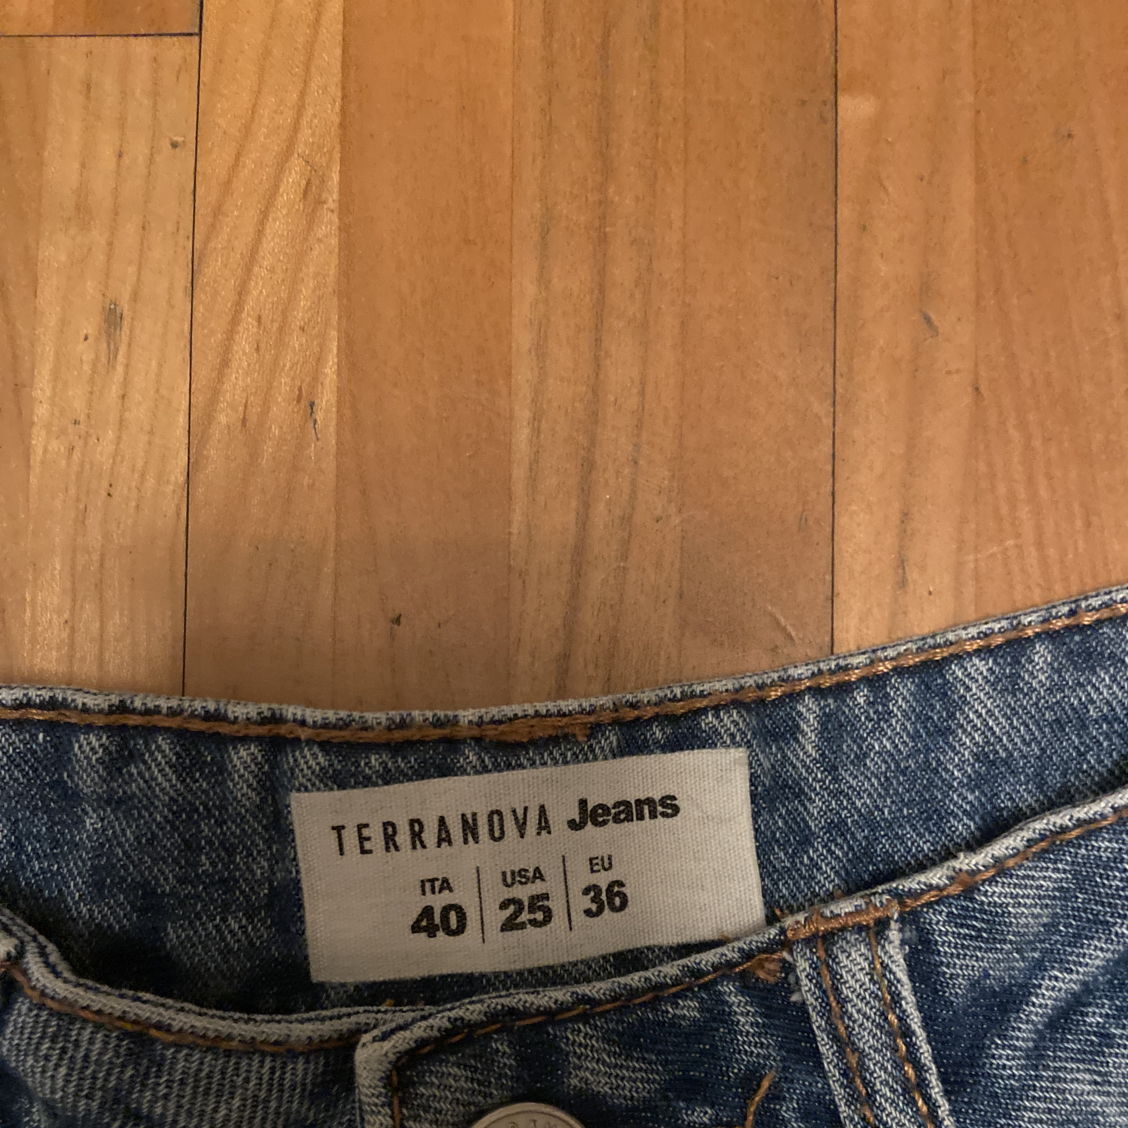 TERRANOVA Jeans
ITA USA EU
40 25 36